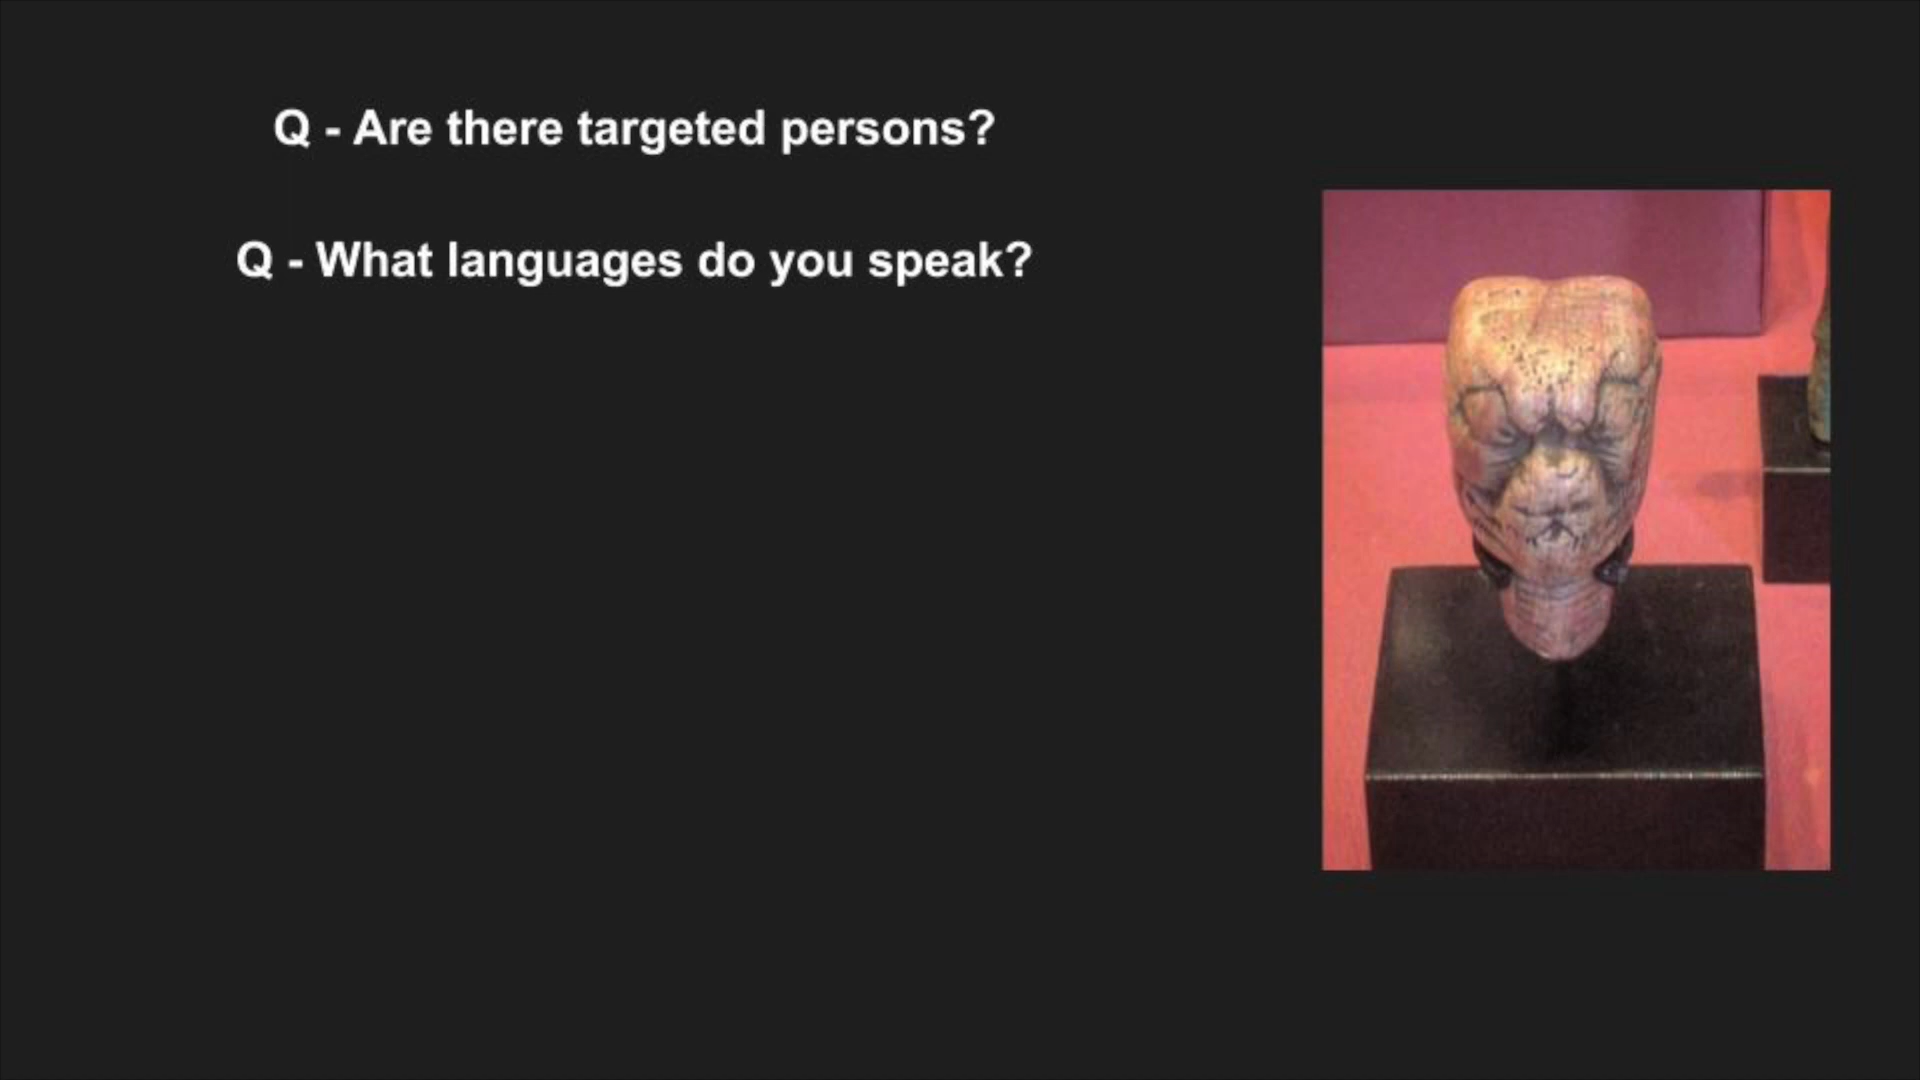 Q - Are there targeted persons?
Q - What languages do you speak?